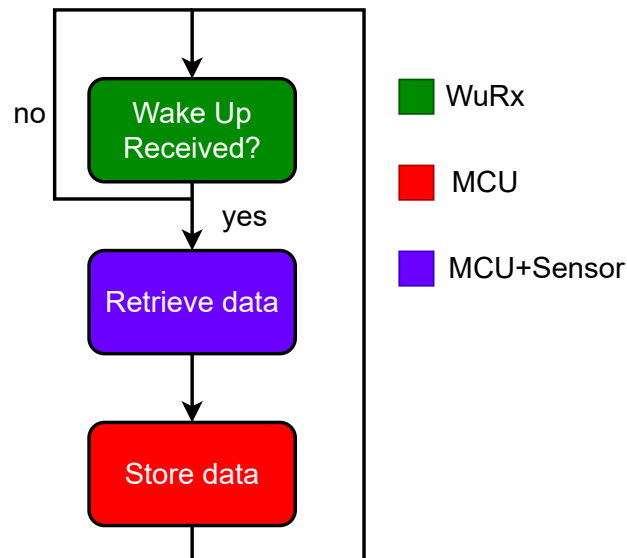 Wake Up
Received?
no
yes
Retrieve data
Store data
WuRx
MCU
MCU+Sensor